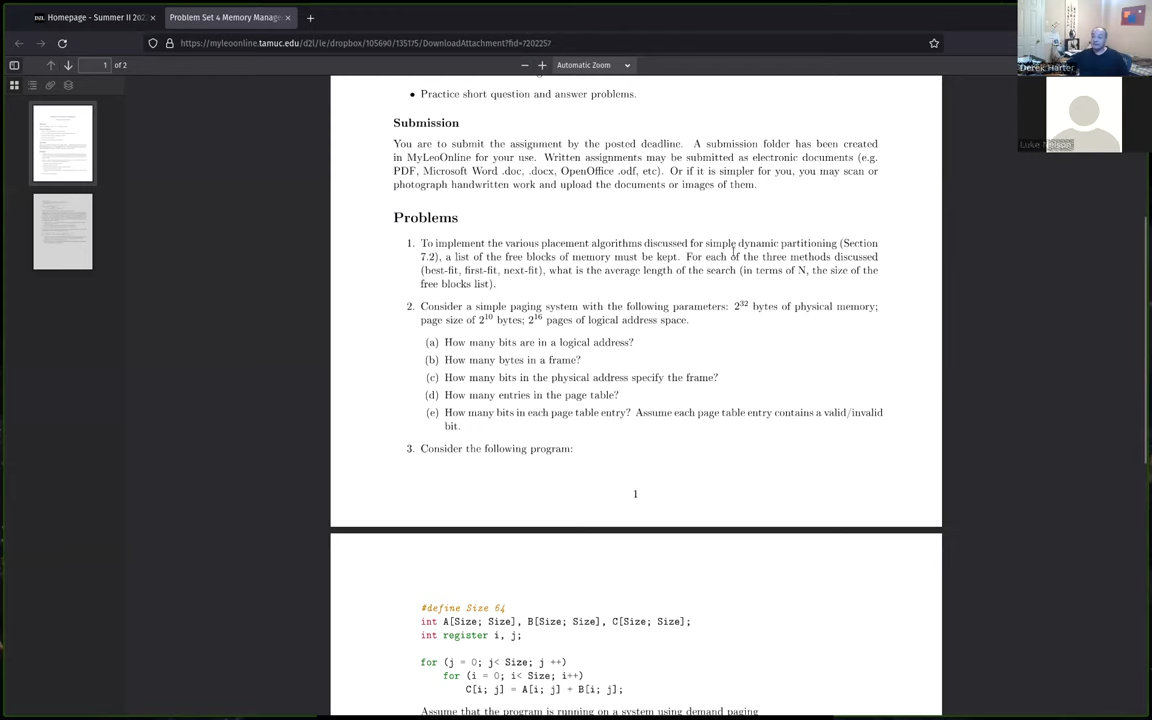 Homepage - Summer II 202
Problem Set 4 Memory Manage
https://myleoonline.tamuc.edu/d2l/le/dropbox/105690/135175/DownloadAttachment?fid=7202257
1 of 2
Automatic Zoom
Derek Harter
Luke Nelson
• Practice short question and answer problems.
Submission
You are to submit the assignment by the posted deadline. A submission folder has been created
in MyLeoOnline for your use. Written assignments may be submitted as electronic documents (e.g.
PDF, Microsoft Word .doc, .docx, OpenOffice .odf, etc). Or if it is simpler for you, you may scan or
photograph handwritten work and upload the documents or images of them.
Problems
1. To implement the various placement algorithms discussed for simple dynamic partitioning (Section
7.2), a list of the free blocks of memory must be kept. For each of the three methods discussed
(best-fit, first-fit, next-fit), what is the average length of the search (in terms of N, the size of the
free blocks list).
2. Consider a simple paging system with the following parameters: 2^32 bytes of physical memory;
page size of 2^10 bytes; 2^16 pages of logical address space.
(a) How many bits are in a logical address?
(b) How many bytes in a frame?
(c) How many bits in the physical address specify the frame?
(d) How many entries in the page table?
(e) How many bits in each page table entry? Assume each page table entry contains a valid/invalid
bit.
3. Consider the following program:
1
#define Size 64
int A[Size; Size], B[Size; Size], C[Size; Size];
int register i, j;
for (j = 0; j< Size; j ++)
for (i = 0; i< Size; i++)
C[i; j] = A[i; j] + B[i; j];
Assume that the program is running on a system using demand paging